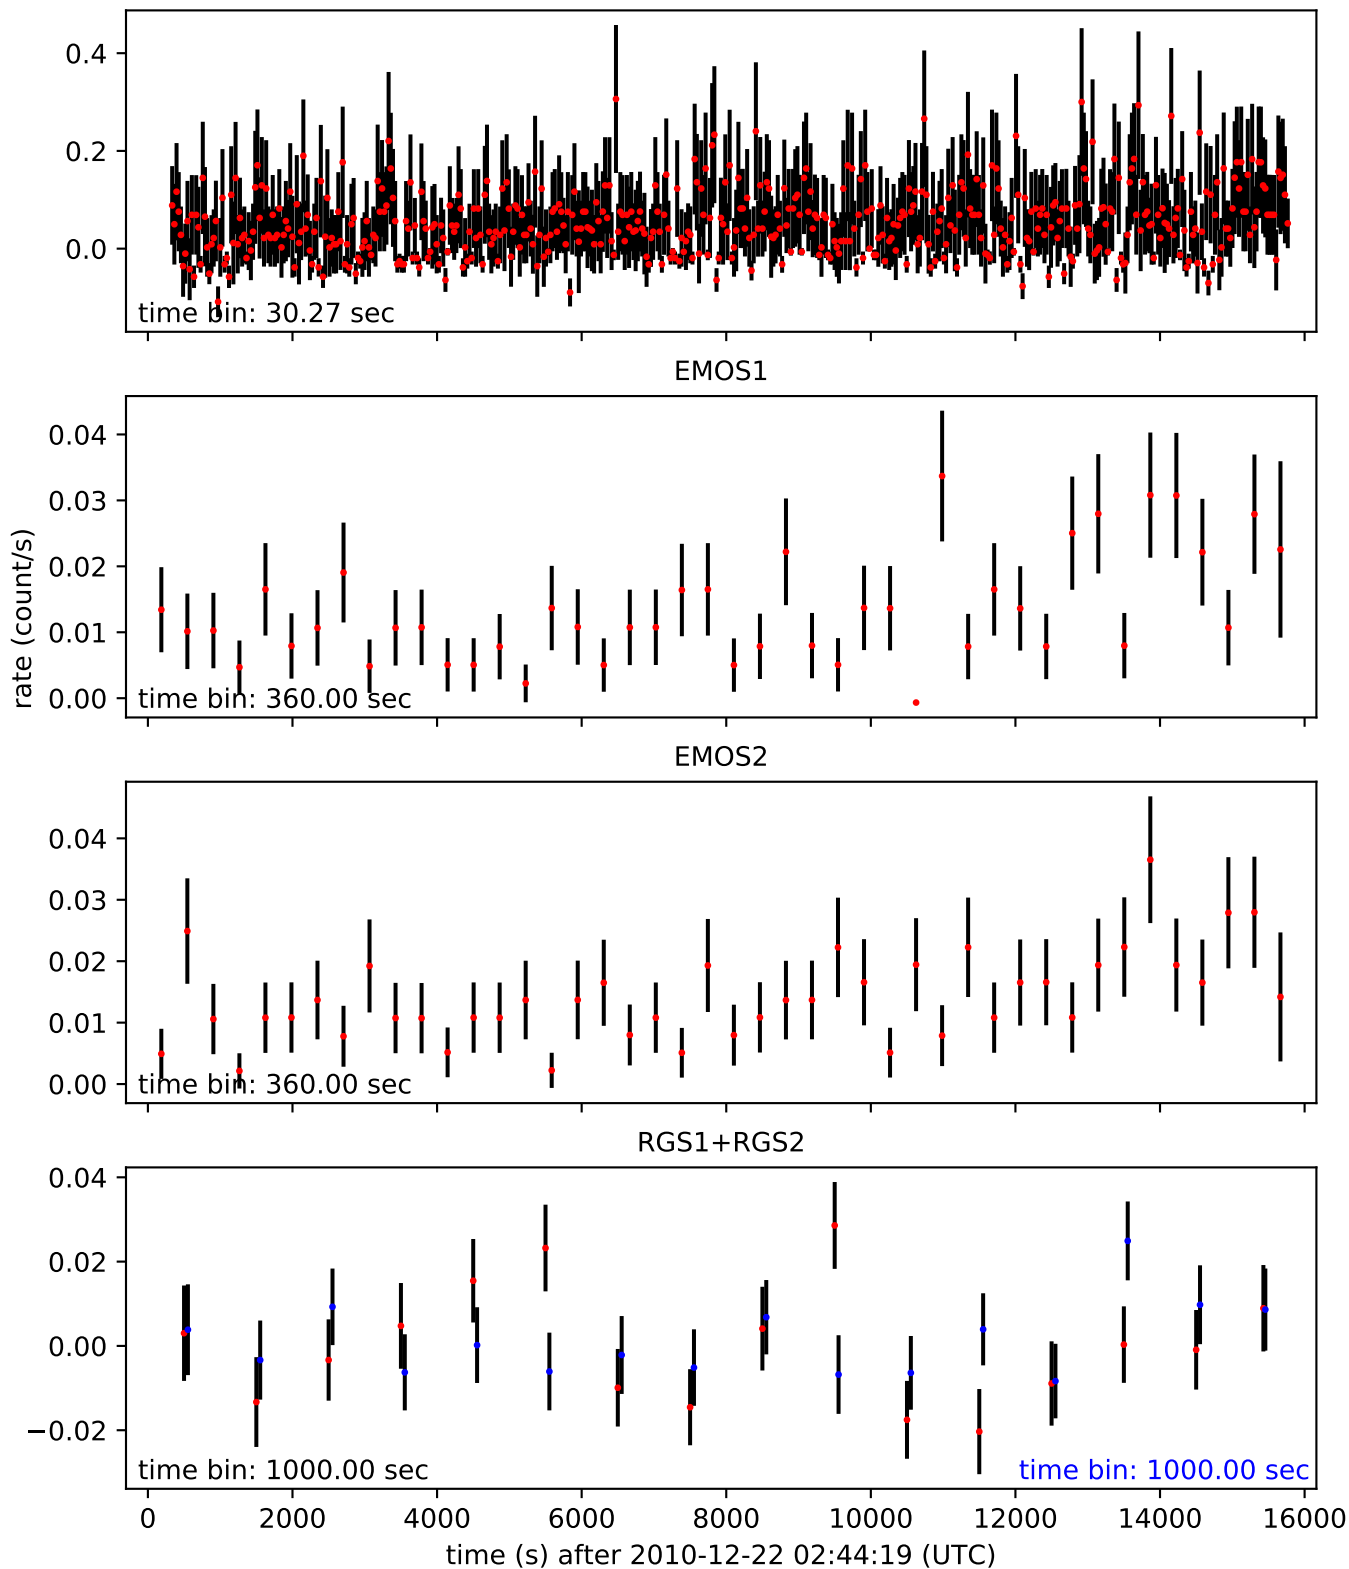 0.4
0.2
0.0
time bin: 30.27 sec
EMOS1
0.04
0.03
0.02
0.01
0.00
time bin: 360.00 sec
rate (count/s)
EMOS2
0.04
0.03
0.02
0.01
0.00
time bin: 360.00 sec
RGS1+RGS2
0.04
0.02
0.00
−0.02
time bin: 1000.00 sec time bin: 1000.00 sec
0 2000 4000 6000 8000 10000 12000 14000 16000
time (s) after 2010-12-22 02:44:19 (UTC)